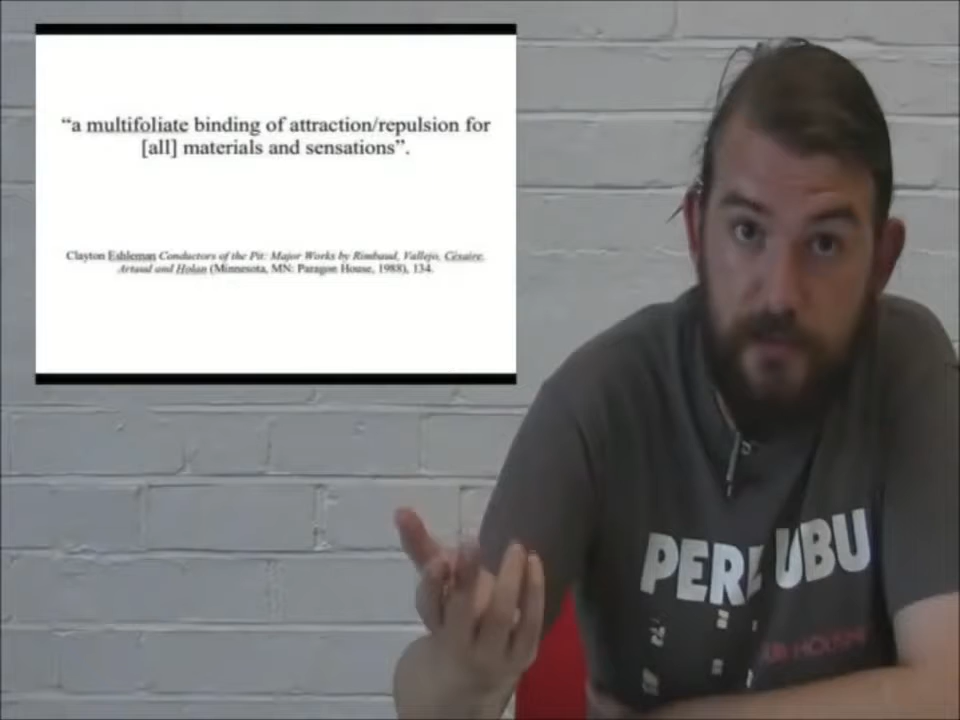 “a multifoliate binding of attraction/repulsion for
[all] materials and sensations”.
Clayton Eshleman Conductors of the Pit: Major Works by Rimbaud, Vallejo, Césaire,
Artaud and Holan (Minnesota, MN: Paragon House, 1988), 134.
PERE UBU